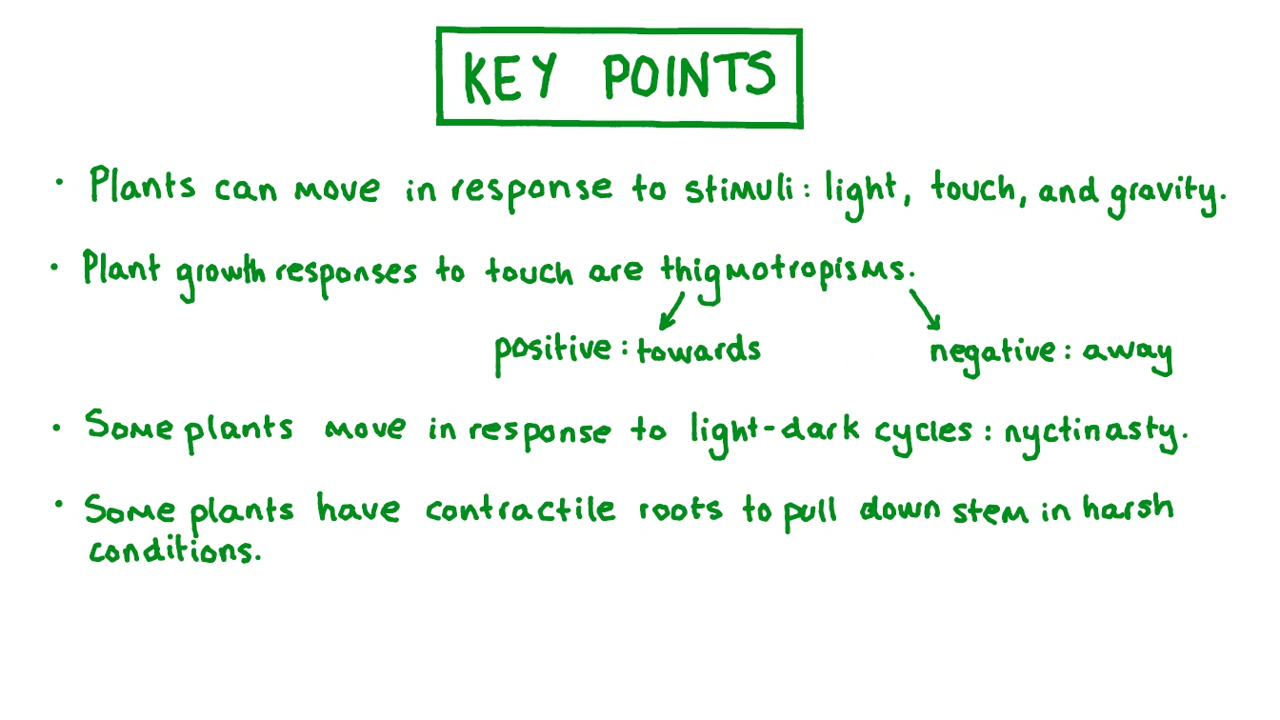 KEY POINTS
· Plants can move in response to stimuli: light, touch, and gravity.
· Plant growth responses to touch are thigmotropisms.
positive: towards negative: away
· Some plants move in response to light-dark cycles: nyctinasty.
· Some plants have contractile roots to pull down stem in harsh
conditions.